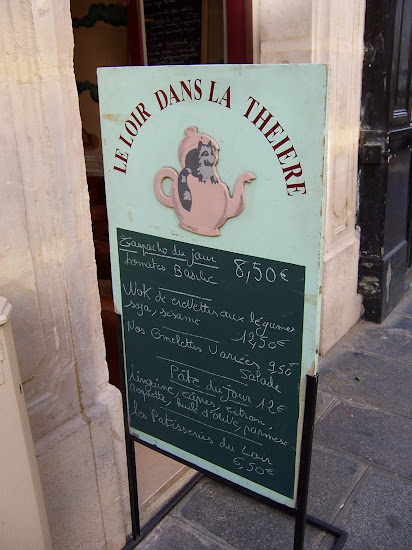 LE LOIR DANS LA THEIERE
Gaspacho du jour
tomates Basilic 8,50€
Wok de crevettes aux légumes
soja, sésame 12,50€
Nos Omelettes Variées 9,50
Salade
Pâte du jour 12€
linguine, câpres, citron,
roquette, huile d'olive, parmesan
Les Patisseries du Loir
6,50€